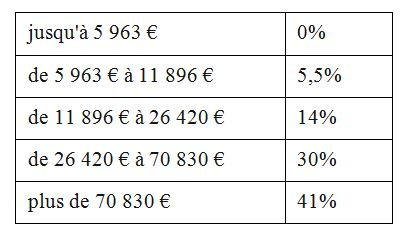 jusqu'à 5 963 € 0%
de 5 963 € à 11 896 € 5,5%
de 11 896 € à 26 420 € 14%
de 26 420 € à 70 830 € 30%
plus de 70 830 € 41%